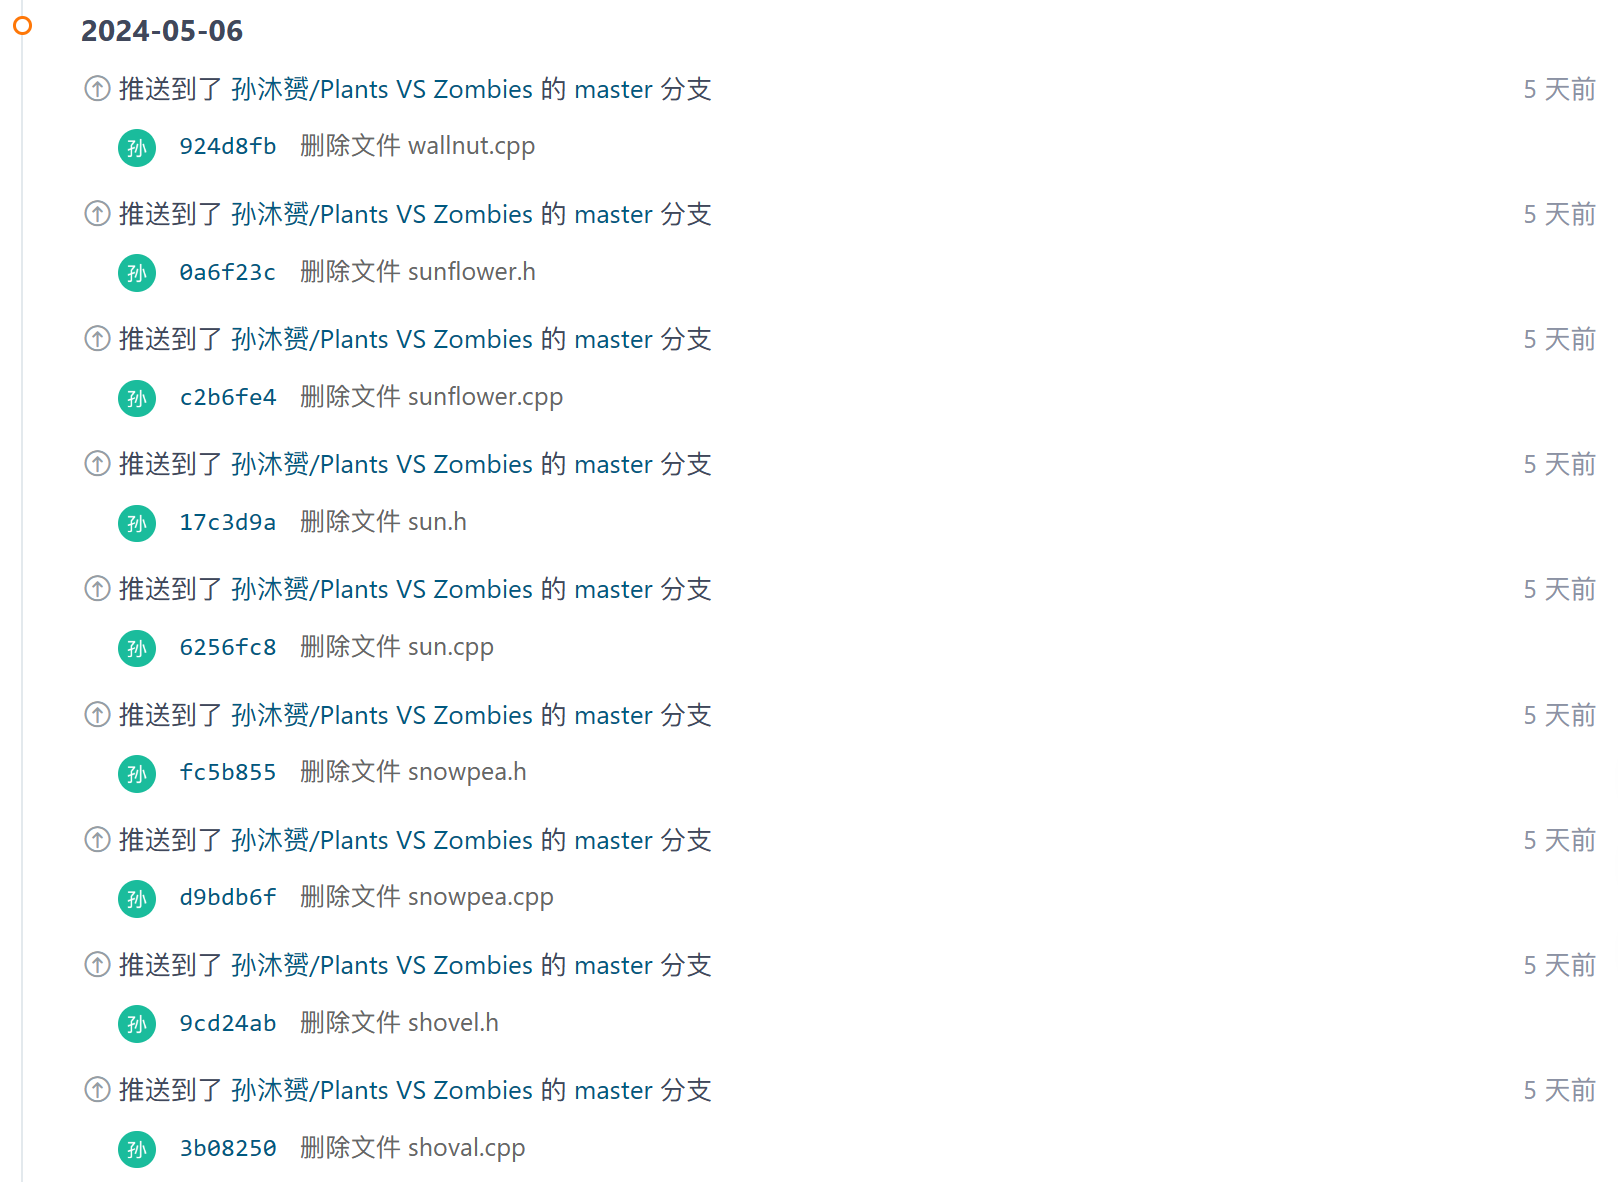 2024-05-06
推送到了 孙沐赟/Plants VS Zombies 的 master 分支 5 天前
孙 924d8fb 删除文件 wallnut.cpp
推送到了 孙沐赟/Plants VS Zombies 的 master 分支 5 天前
孙 0a6f23c 删除文件 sunflower.h
推送到了 孙沐赟/Plants VS Zombies 的 master 分支 5 天前
孙 c2b6fe4 删除文件 sunflower.cpp
推送到了 孙沐赟/Plants VS Zombies 的 master 分支 5 天前
孙 17c3d9a 删除文件 sun.h
推送到了 孙沐赟/Plants VS Zombies 的 master 分支 5 天前
孙 6256fc8 删除文件 sun.cpp
推送到了 孙沐赟/Plants VS Zombies 的 master 分支 5 天前
孙 fc5b855 删除文件 snowpea.h
推送到了 孙沐赟/Plants VS Zombies 的 master 分支 5 天前
孙 d9bdb6f 删除文件 snowpea.cpp
推送到了 孙沐赟/Plants VS Zombies 的 master 分支 5 天前
孙 9cd24ab 删除文件 shovel.h
推送到了 孙沐赟/Plants VS Zombies 的 master 分支 5 天前
孙 3b08250 删除文件 shoval.cpp